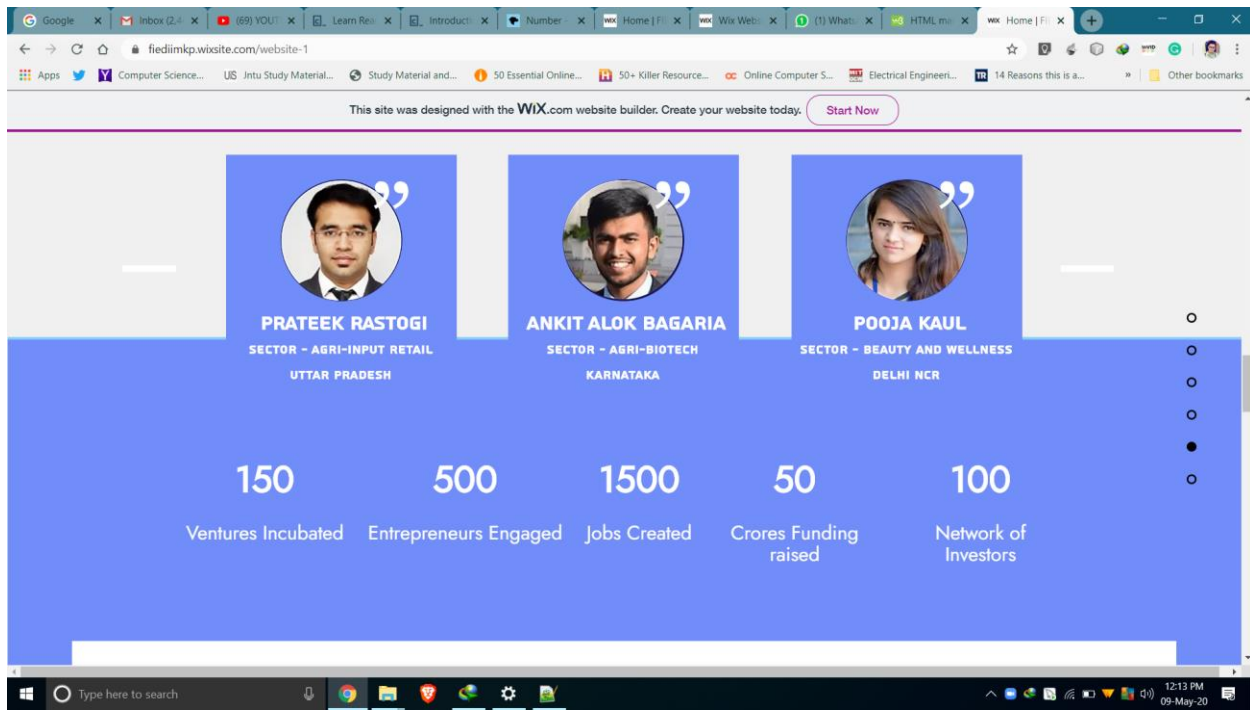 Google
Inbox (2,4
(69) YOUT
Learn Rea
Introducti
Number -
Home | Fi
Wix Webs
(1) Whats
HTML me
Home | Fi
fiediimkp.wixsite.com/website-1
Apps
Computer Science...
Jntu Study Material...
Study Material and...
50 Essential Online...
50+ Killer Resource...
Online Computer S...
Electrical Engineeri...
14 Reasons this is a...
»
Other bookmarks
This site was designed with the WiX.com website builder. Create your website today. Start Now
”
”
”
PRATEEK RASTOGI
SECTOR - AGRI-INPUT RETAIL
UTTAR PRADESH
ANKIT ALOK BAGARIA
SECTOR - AGRI-BIOTECH
KARNATAKA
POOJA KAUL
SECTOR - BEAUTY AND WELLNESS
DELHI NCR
150
Ventures Incubated
500
Entrepreneurs Engaged
1500
Jobs Created
50
Crores Funding
raised
100
Network of
Investors
Type here to search
12:13 PM
09-May-20